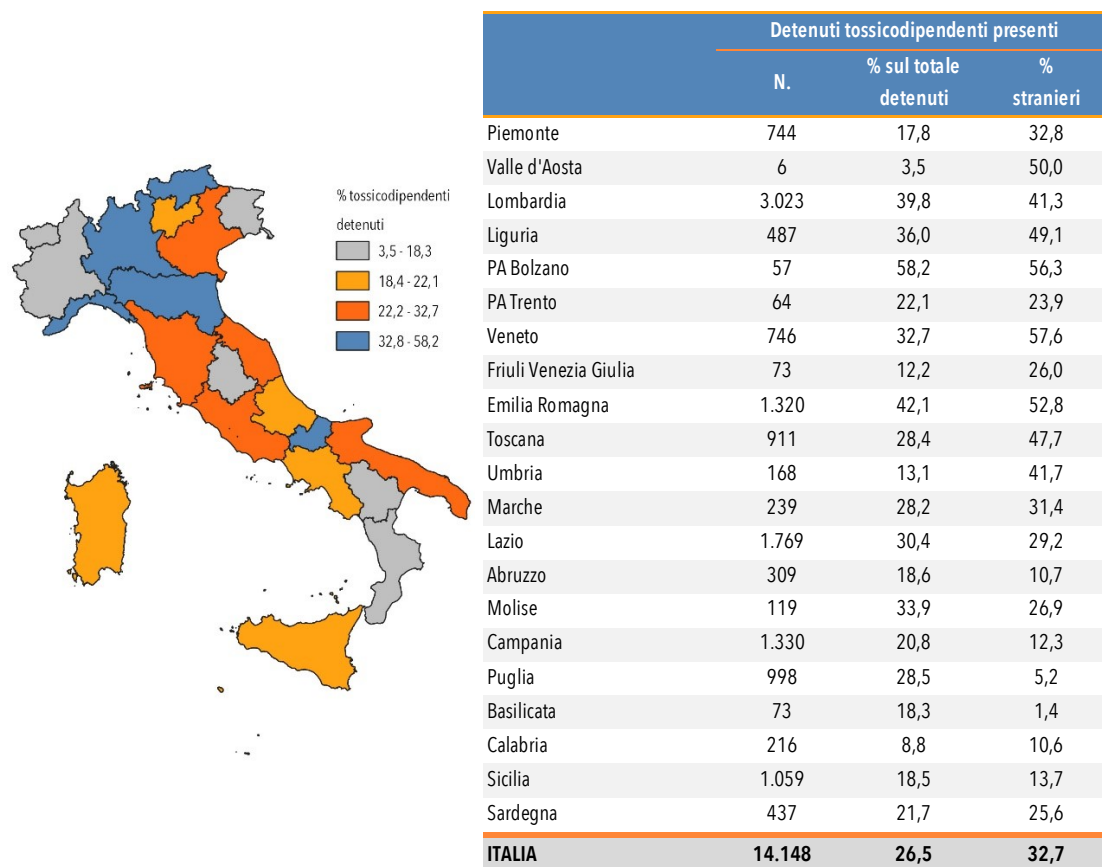 % tossicodipendenti
detenuti
3,5 - 18,3
18,4 - 22,1
22,2 - 32,7
32,8 - 58,2
Detenuti tossicodipendenti presenti
N. % sul totale detenuti % stranieri
Piemonte 744 17,8 32,8
Valle d'Aosta 6 3,5 50,0
Lombardia 3.023 39,8 41,3
Liguria 487 36,0 49,1
PA Bolzano 57 58,2 56,3
PA Trento 64 22,1 23,9
Veneto 746 32,7 57,6
Friuli Venezia Giulia 73 12,2 26,0
Emilia Romagna 1.320 42,1 52,8
Toscana 911 28,4 47,7
Umbria 168 13,1 41,7
Marche 239 28,2 31,4
Lazio 1.769 30,4 29,2
Abruzzo 309 18,6 10,7
Molise 119 33,9 26,9
Campania 1.330 20,8 12,3
Puglia 998 28,5 5,2
Basilicata 73 18,3 1,4
Calabria 216 8,8 10,6
Sicilia 1.059 18,5 13,7
Sardegna 437 21,7 25,6
ITALIA 14.148 26,5 32,7